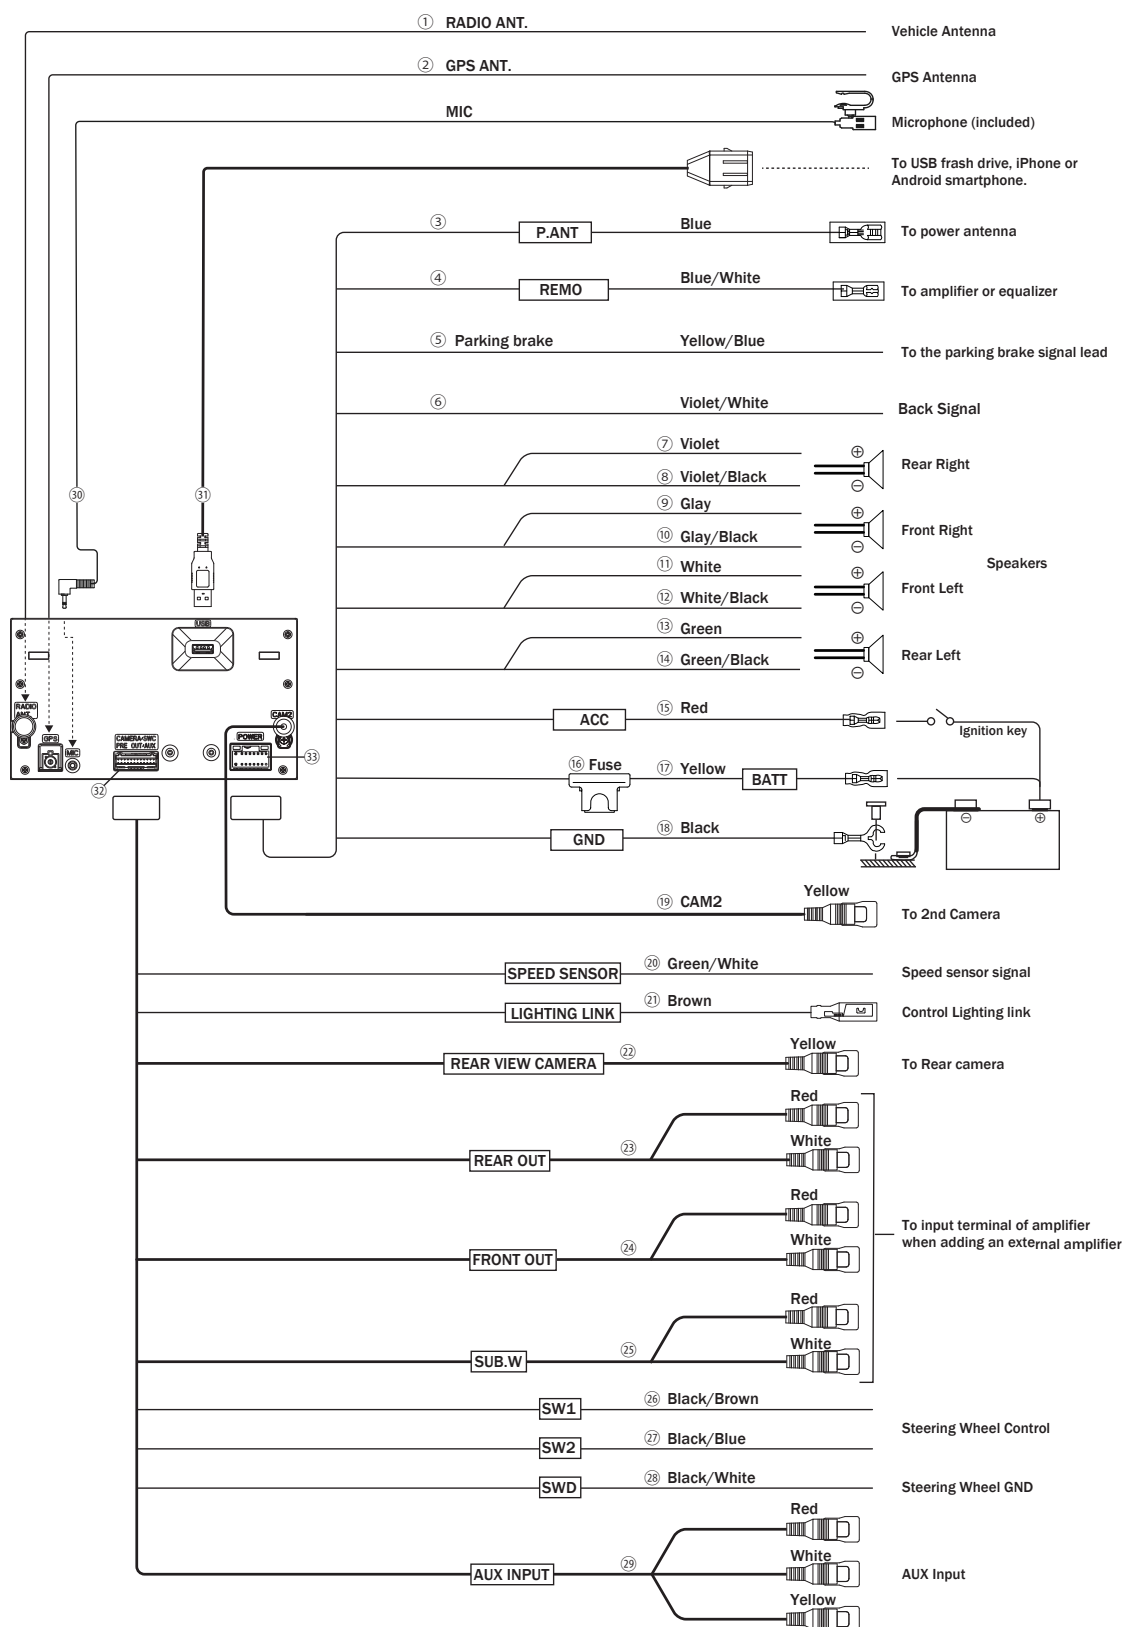 ① RADIO ANT.
Vehicle Antenna
② GPS ANT.
GPS Antenna
MIC
Microphone (included)
To USB frash drive, iPhone or
Android smartphone.
③ P.ANT Blue
To power antenna
④ REMO Blue/White
To amplifier or equalizer
⑤ Parking brake Yellow/Blue
To the parking brake signal lead
⑥ Violet/White
Back Signal
⑦ Violet
⊕
Rear Right
⑧ Violet/Black
⊖
⑨ Glay
⊕
Front Right
⑩ Glay/Black
⊖
Speakers
⑪ White
⊕
Front Left
⑫ White/Black
⊖
⑬ Green
⊕
Rear Left
⑭ Green/Black
⊖
㉚
㉛
USB
RADIO
ANT.
GPS
MIC
CAMERA•SWC
PRE OUT•AUX
POWER
CAM2
㉜
㉝
ACC ⑮ Red
Ignition key
⑯ Fuse ⑰ Yellow BATT
⊖ ⊕
GND ⑱ Black
⑲ CAM2 Yellow
To 2nd Camera
SPEED SENSOR ⑳ Green/White
Speed sensor signal
LIGHTING LINK ㉑ Brown
Control Lighting link
REAR VIEW CAMERA ㉒ Yellow
To Rear camera
Red
REAR OUT ㉓ White
Red
FRONT OUT ㉔ White
To input terminal of amplifier
when adding an external amplifier
Red
SUB.W ㉕ White
SW1 ㉖ Black/Brown
Steering Wheel Control
SW2 ㉗ Black/Blue
SWD ㉘ Black/White
Steering Wheel GND
Red
AUX INPUT ㉙ White
AUX Input
Yellow